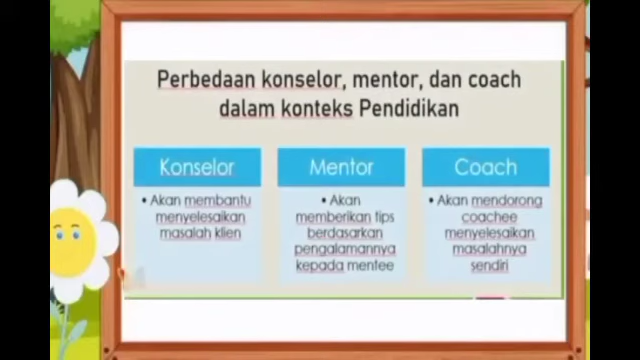 Perbedaan konselor, mentor, dan coach
dalam konteks Pendidikan
Konselor
• Akan membantu
menyelesaikan
masalah klien
Mentor
• Akan
memberikan tips
berdasarkan
pengalamannya
kepada mentee
Coach
• Akan mendorong
coachee
menyelesaikan
masalahnya
sendiri